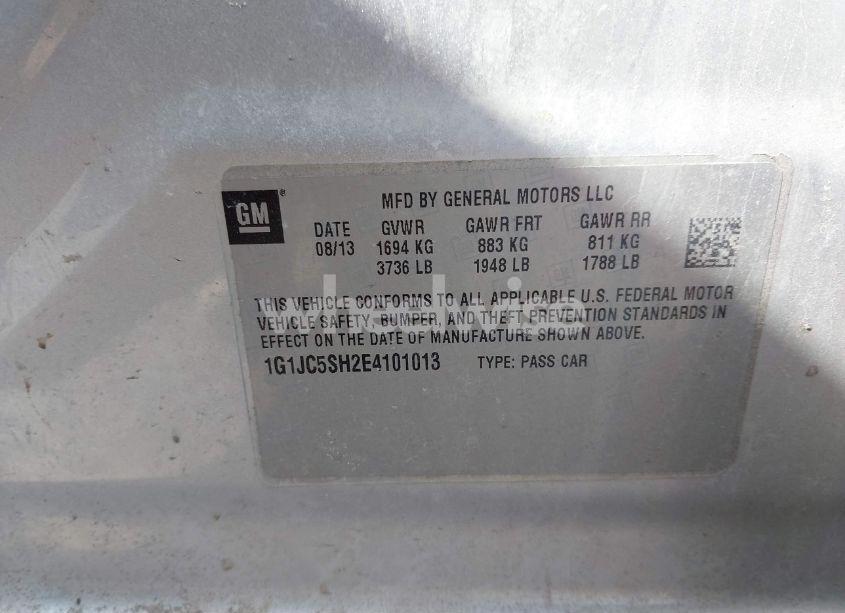 GM®
MFD BY GENERAL MOTORS LLC
DATE GVWR GAWR FRT GAWR RR
08/13 1694 KG 883 KG 811 KG
3736 LB 1948 LB 1788 LB
THIS VEHICLE CONFORMS TO ALL APPLICABLE U.S. FEDERAL MOTOR
VEHICLE SAFETY, BUMPER, AND THEFT PREVENTION STANDARDS IN
EFFECT ON THE DATE OF MANUFACTURE SHOWN ABOVE.
1G1JC5SH2E4101013 TYPE: PASS CAR